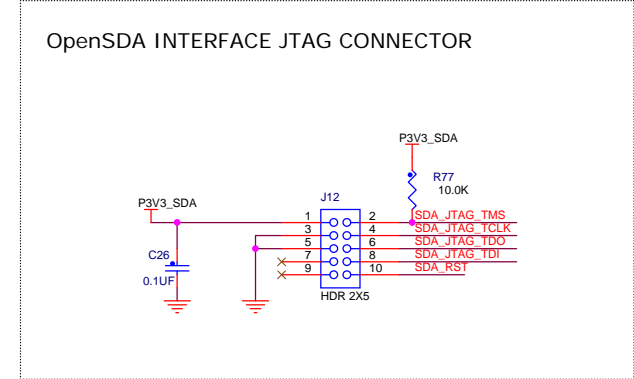 OpenSDA INTERFACE JTAG CONNECTOR
P3V3_SDA
R77
10.0K
P3V3_SDA
J12
1 2 SDA_JTAG_TMS
3 4 SDA_JTAG_TCLK
5 6 SDA_JTAG_TDO
7 8 SDA_JTAG_TDI
9 10 SDA_RST
C26
0.1UF
HDR 2X5